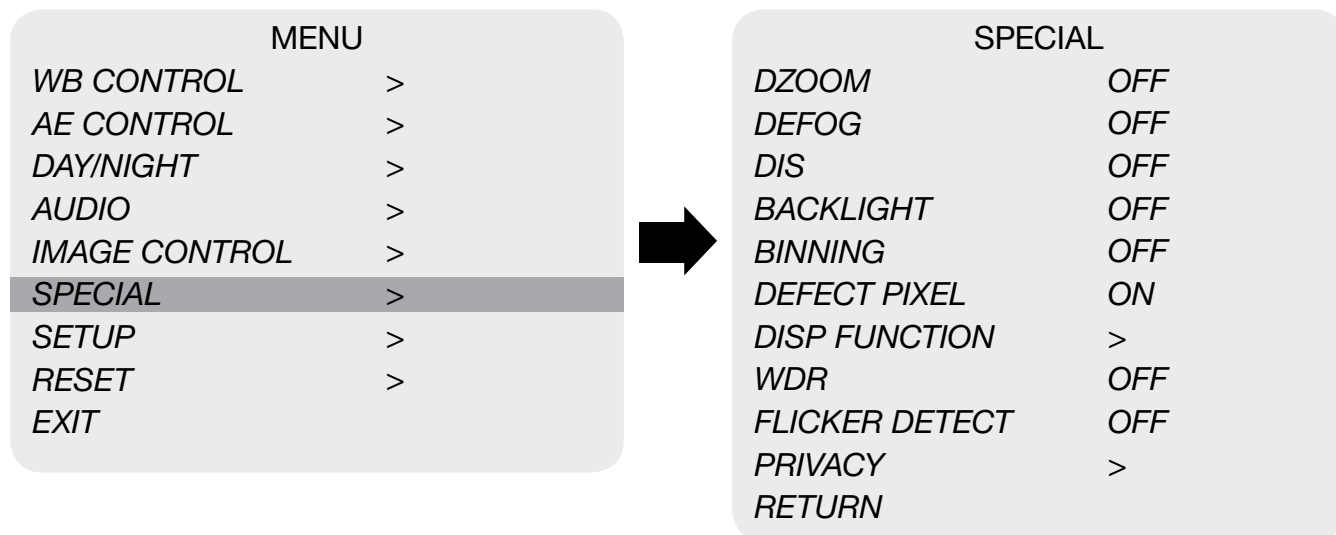 MENU
WB CONTROL >
AE CONTROL >
DAY/NIGHT >
AUDIO >
IMAGE CONTROL >
SPECIAL >
SETUP >
RESET >
EXIT
SPECIAL
DZOOM OFF
DEFOG OFF
DIS OFF
BACKLIGHT OFF
BINNING OFF
DEFECT PIXEL ON
DISP FUNCTION >
WDR OFF
FLICKER DETECT OFF
PRIVACY >
RETURN